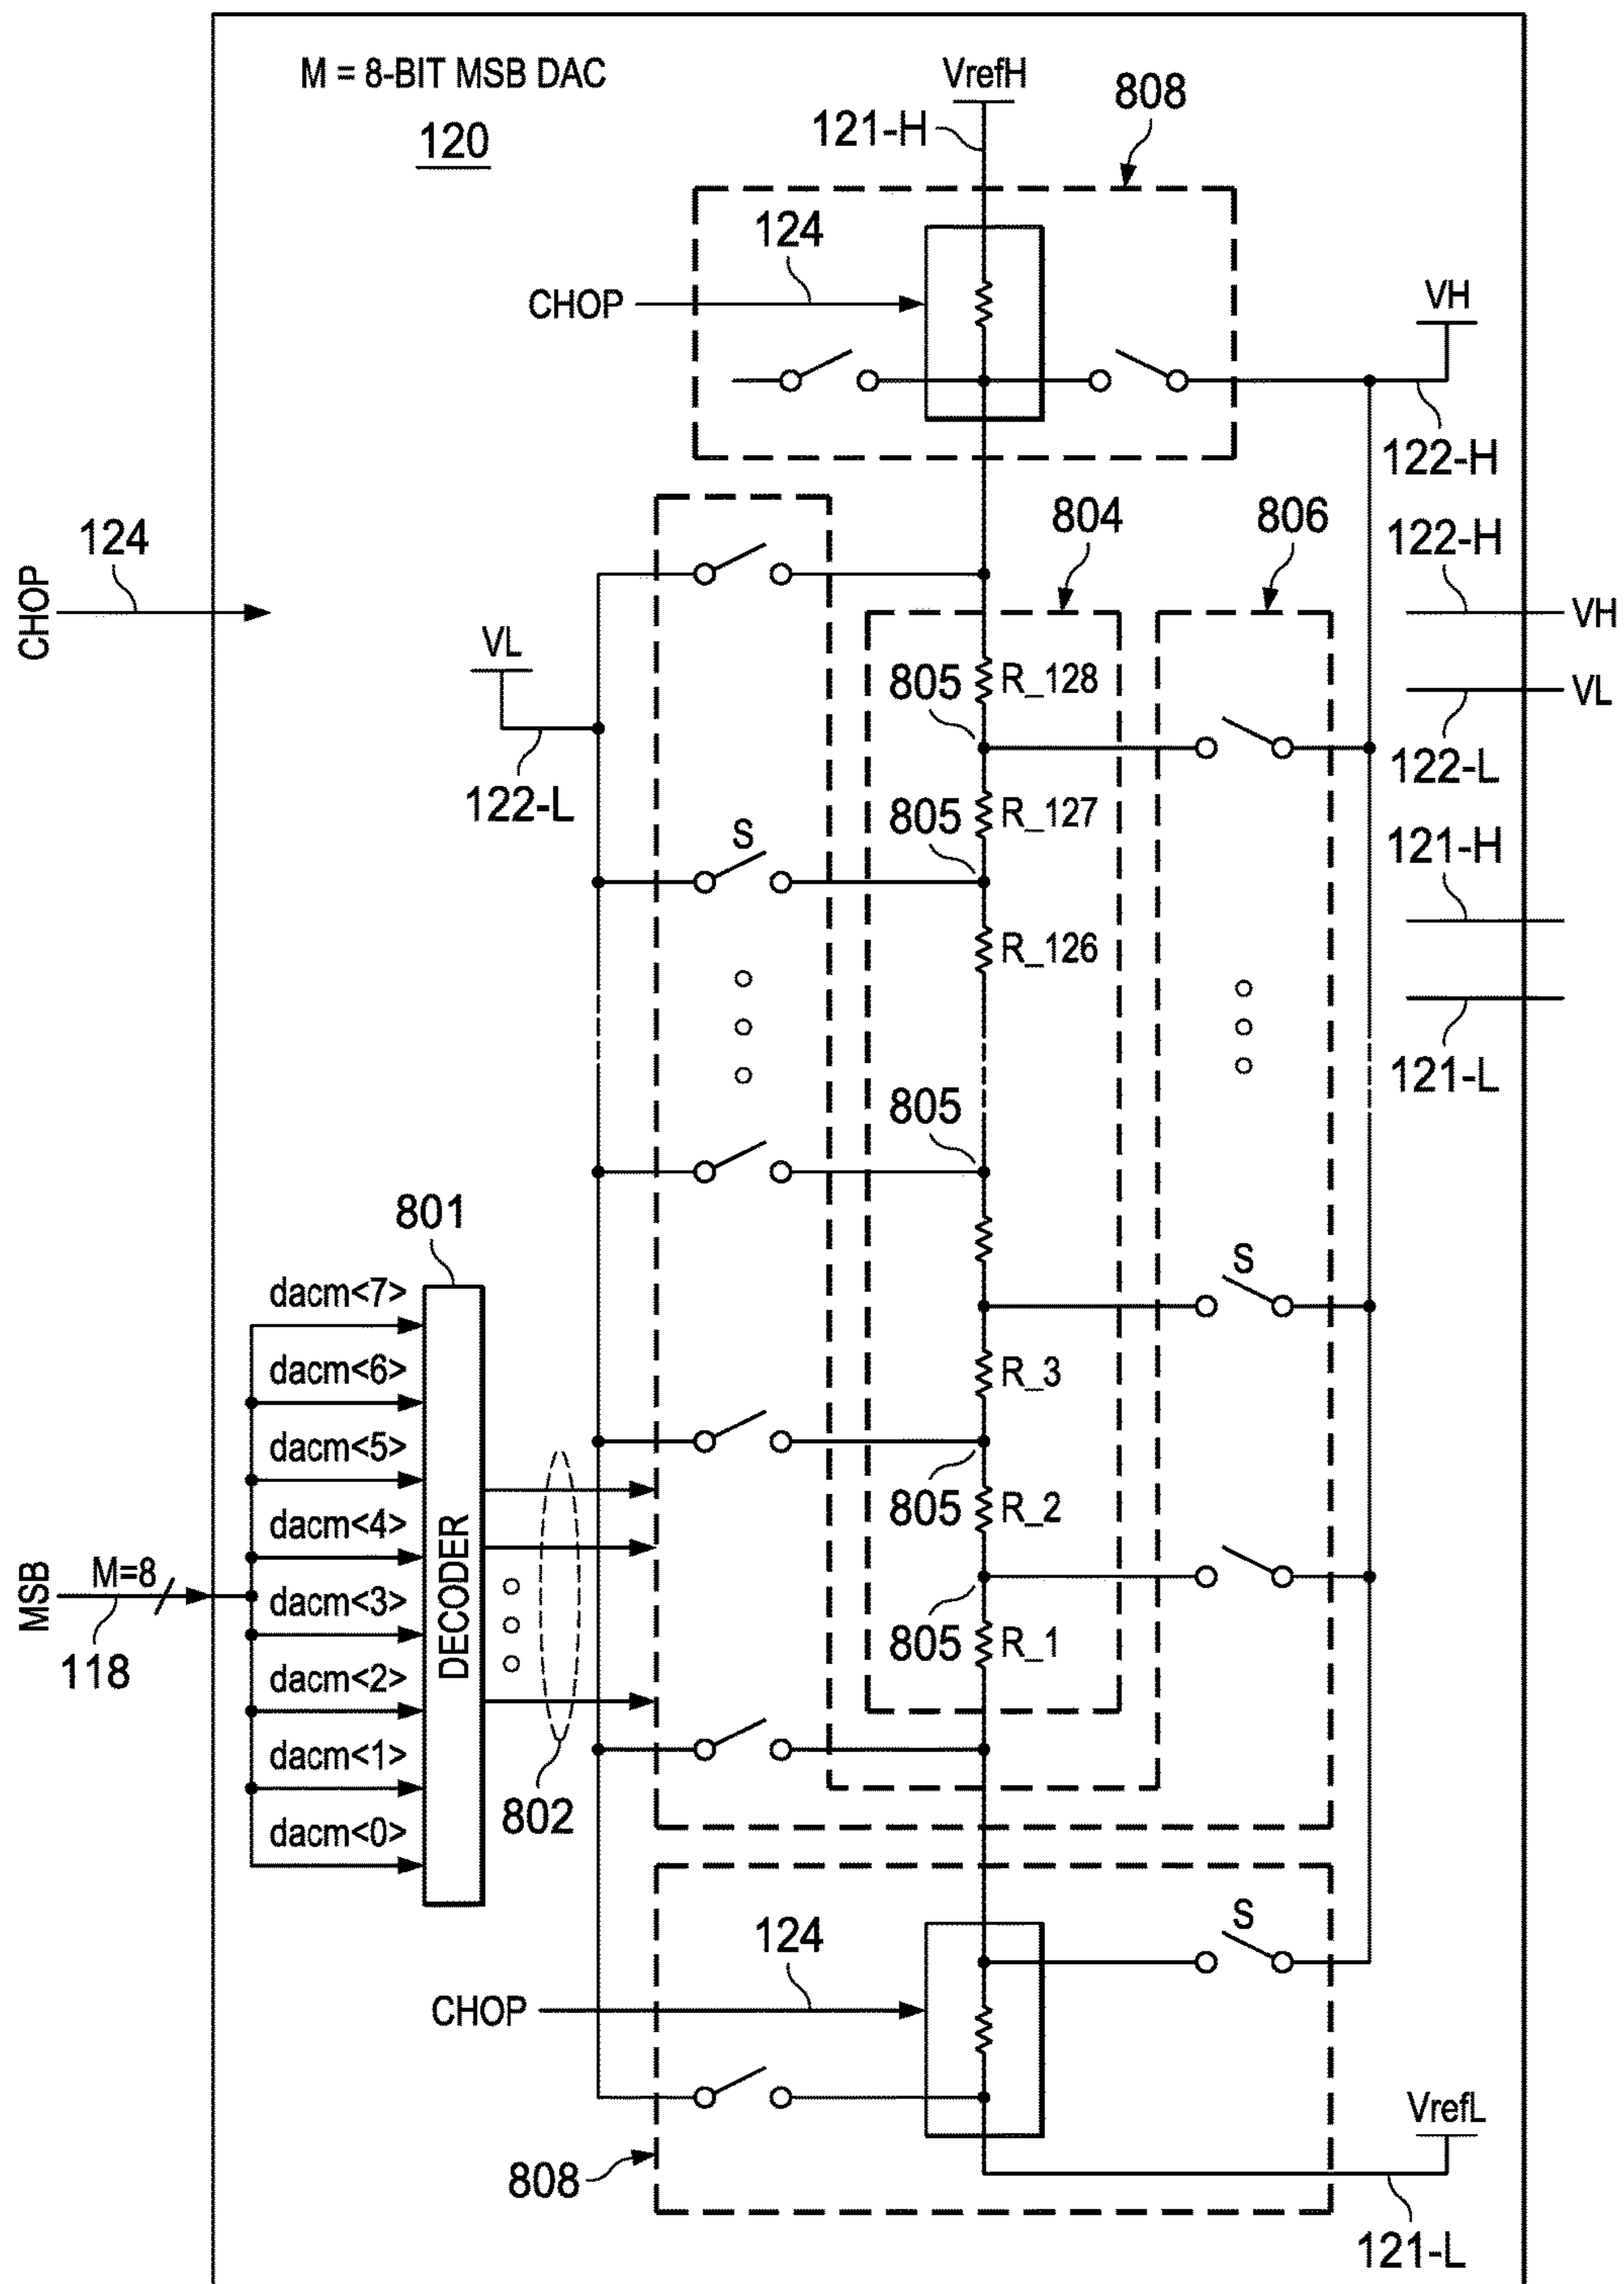 M = 8-BIT MSB DAC
120
VrefH
121-H
808
124
CHOP
VH
122-H
124
CHOP
804
806
122-H
VH
VL
122-L
VL
122-L
805
R_128
805
R_127
S
R_126
121-H
121-L
805
801
S
dacm<7>
dacm<6>
dacm<5>
dacm<4>
dacm<3>
dacm<2>
dacm<1>
dacm<0>
DECODER
MSB
M=8
118
802
R_3
805
R_2
805
R_1
124
CHOP
S
808
VrefL
121-L